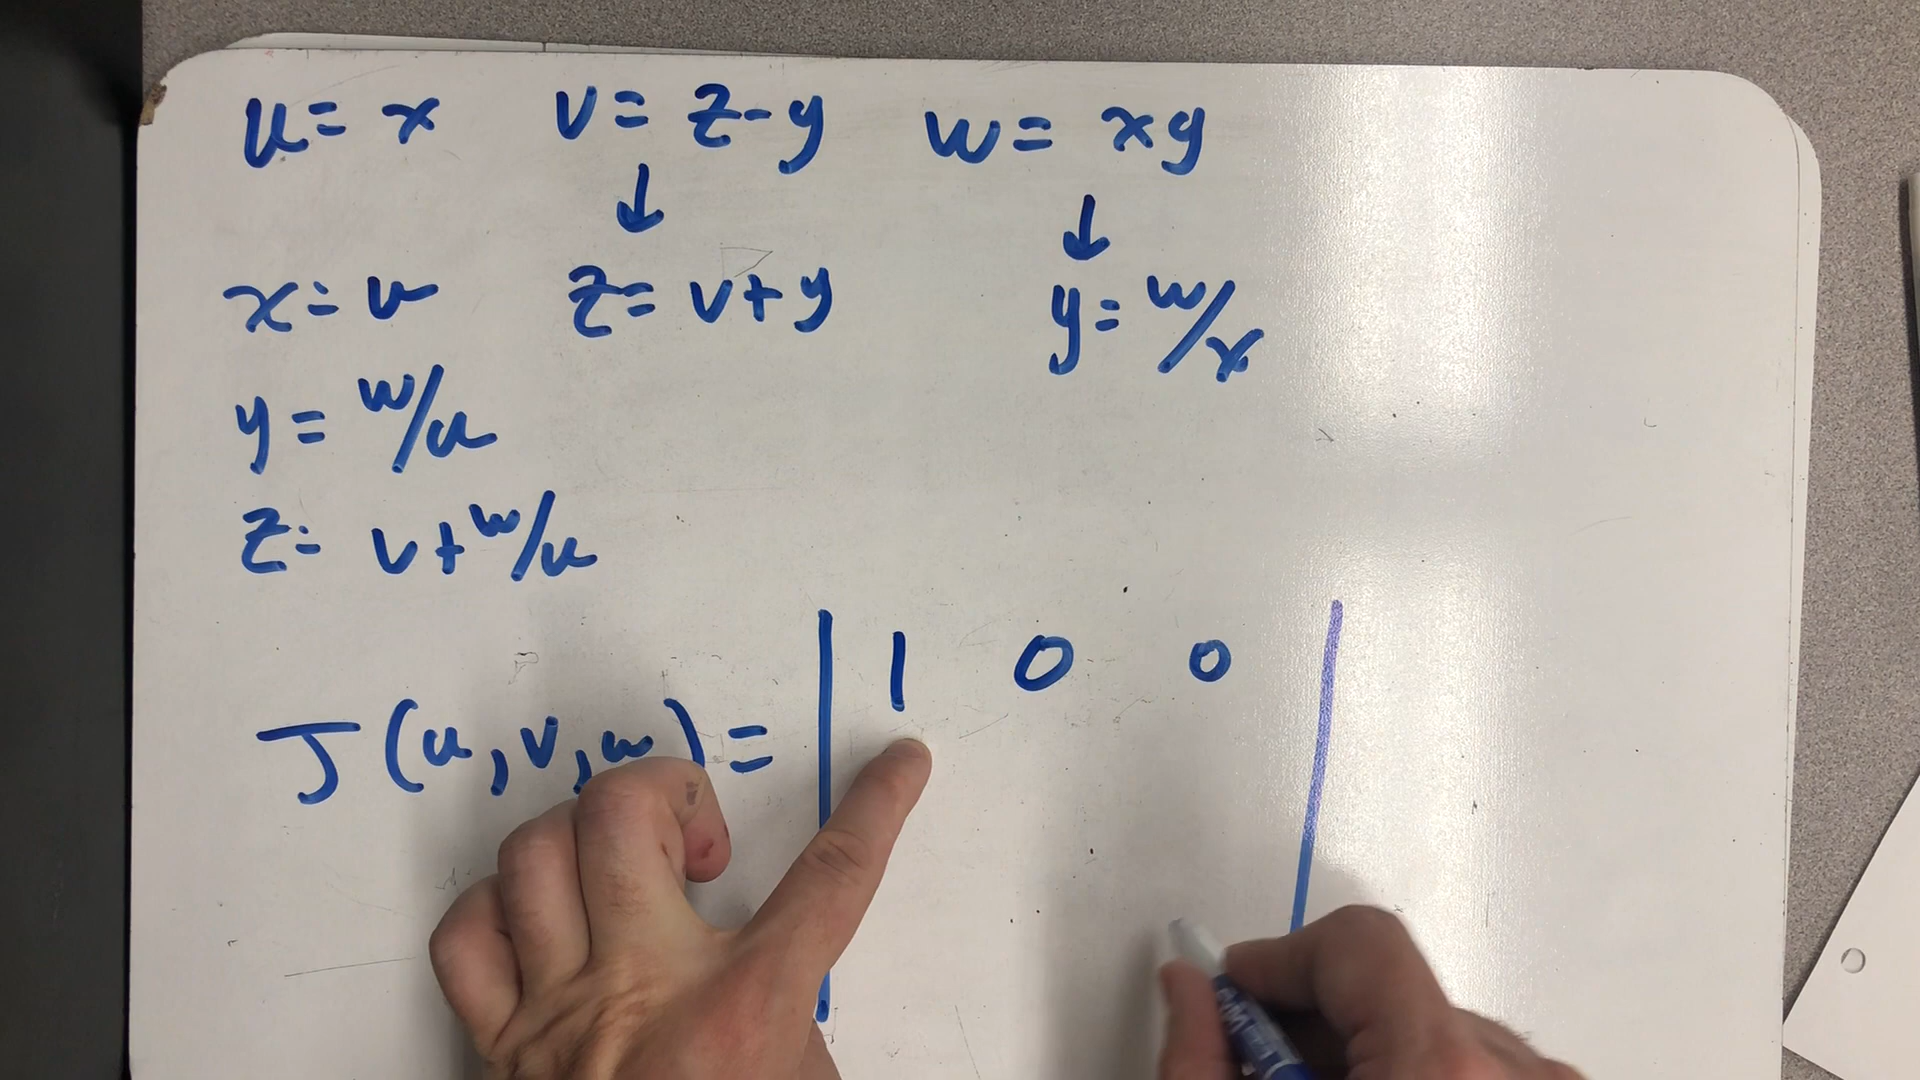 u = x v = z-y w = xy
↓ ↓
x = u z = v+y y = w/x
y = w/u
z = v+w/u
J(u,v,w) = | 1 0 0 |